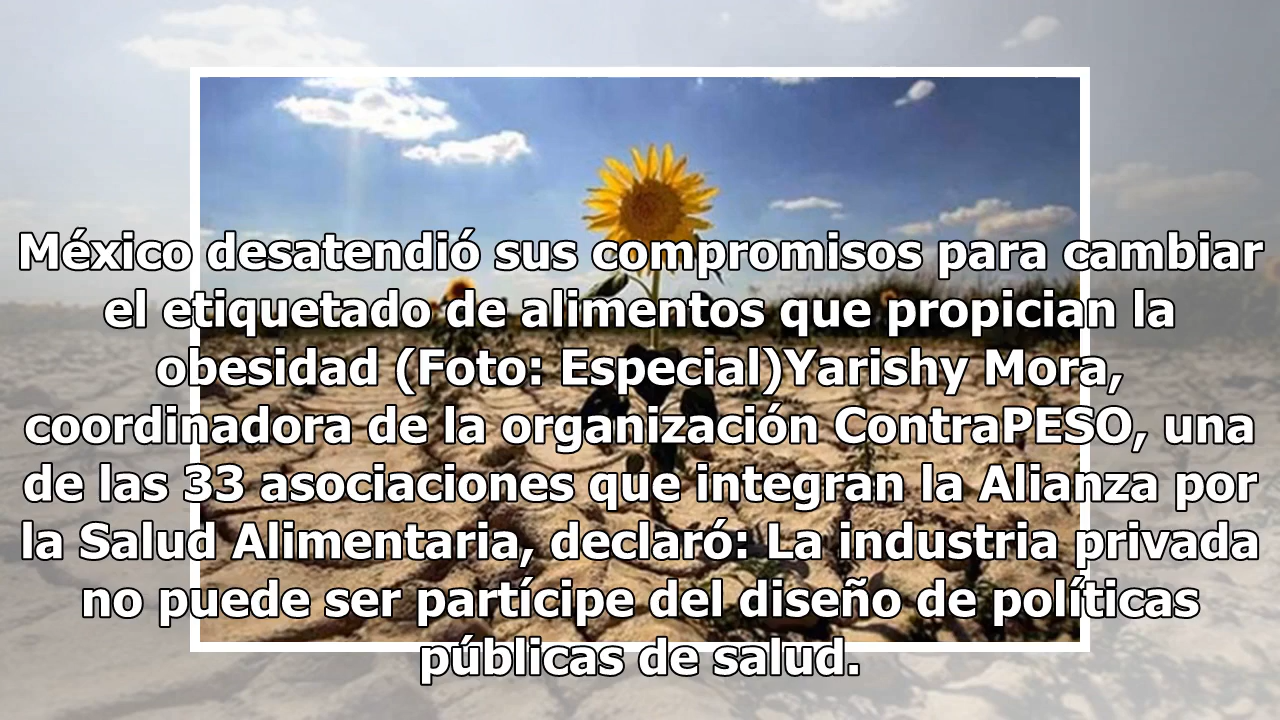 México desatendió sus compromisos para cambiar
el etiquetado de alimentos que propician la
obesidad (Foto: Especial)Yarishy Mora,
coordinadora de la organización ContraPESO, una
de las 33 asociaciones que integran la Alianza por
la Salud Alimentaria, declaró: La industria privada
no puede ser partícipe del diseño de políticas
públicas de salud.